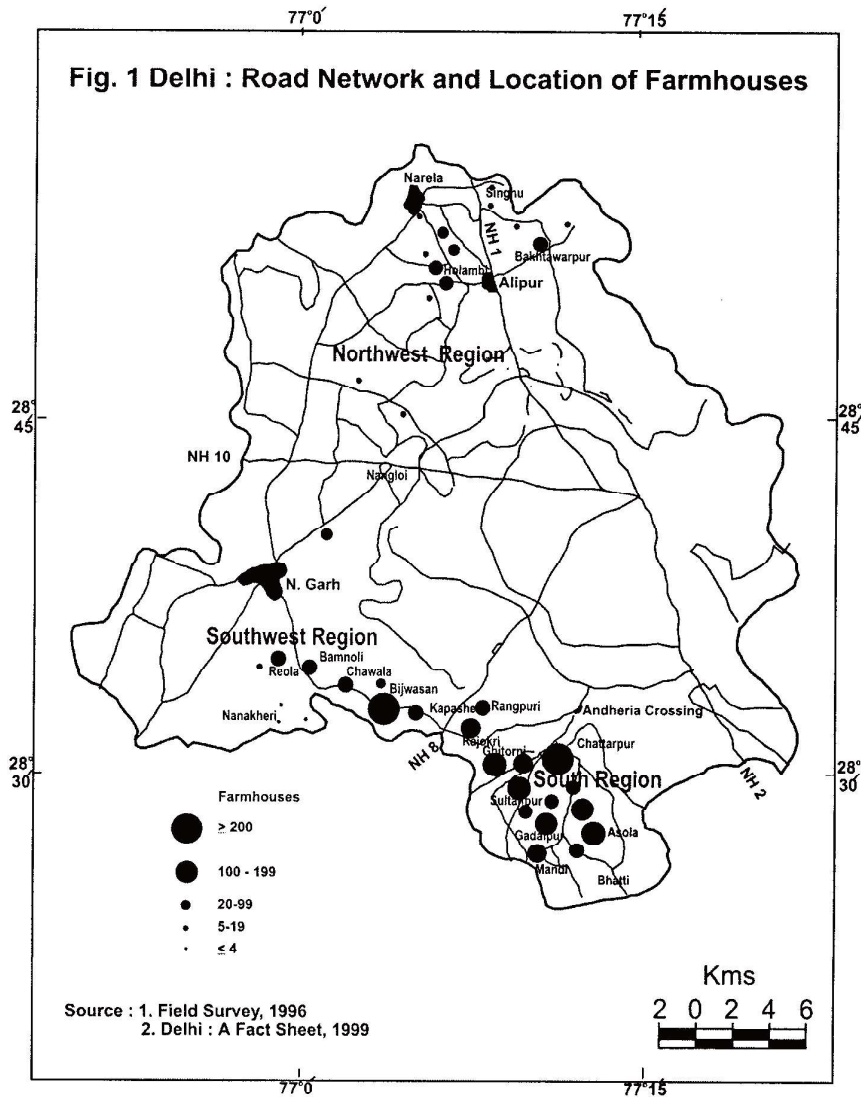 77°0′ 77°15′
Fig. 1 Delhi : Road Network and Location of Farmhouses
Narela
Singhu
NH 1
Bakhtawarpur
Holambi
Alipur
Northwest Region
28°
45′
28°
45′
NH 10
Nangloi
N. Garh
Southwest Region
Bamnoli
Reola
Chawala
Bijwasan
Nanakheri
Kapashera
Rangpuri
Andheria Crossing
Rajokri
NH 8
Ghitorni
Chattarpur
28°
30′
28°
30′
South Region
NH 2
Sultanpur
Gadaipur
Asola
Mandi
Bhatti
Farmhouses
≥ 200
100 - 199
20-99
5-19
≤ 4
Kms
2 0 2 4 6
Source : 1. Field Survey, 1996
2. Delhi : A Fact Sheet, 1999
77°0′ 77°15′